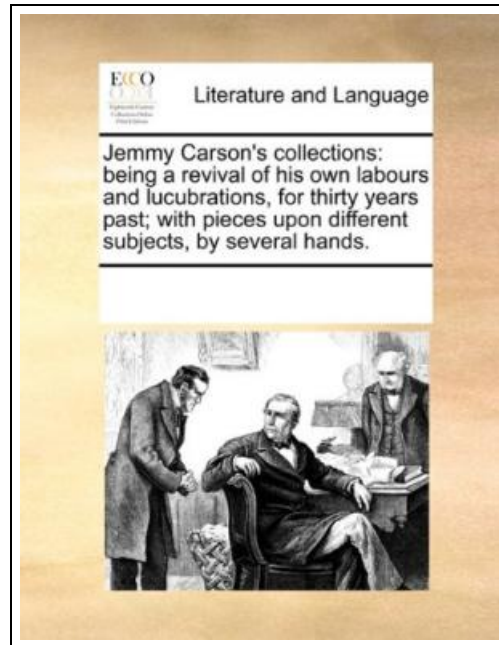 ECCO
Literature and Language
Jemmy Carson's collections:
being a revival of his own labours
and lucubrations, for thirty years
past; with pieces upon different
subjects, by several hands.